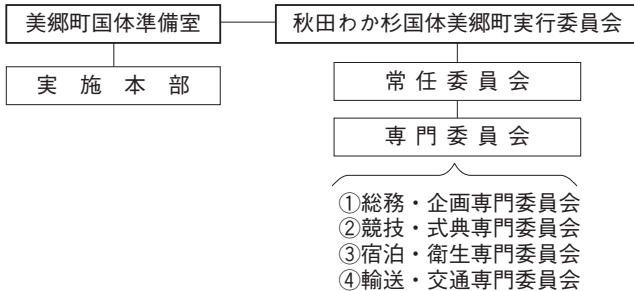 美郷町国体準備室
秋田わか杉国体美郷町実行委員会
実施本部
常任委員会
専門委員会
①総務・企画専門委員会
②競技・式典専門委員会
③宿泊・衛生専門委員会
④輸送・交通専門委員会